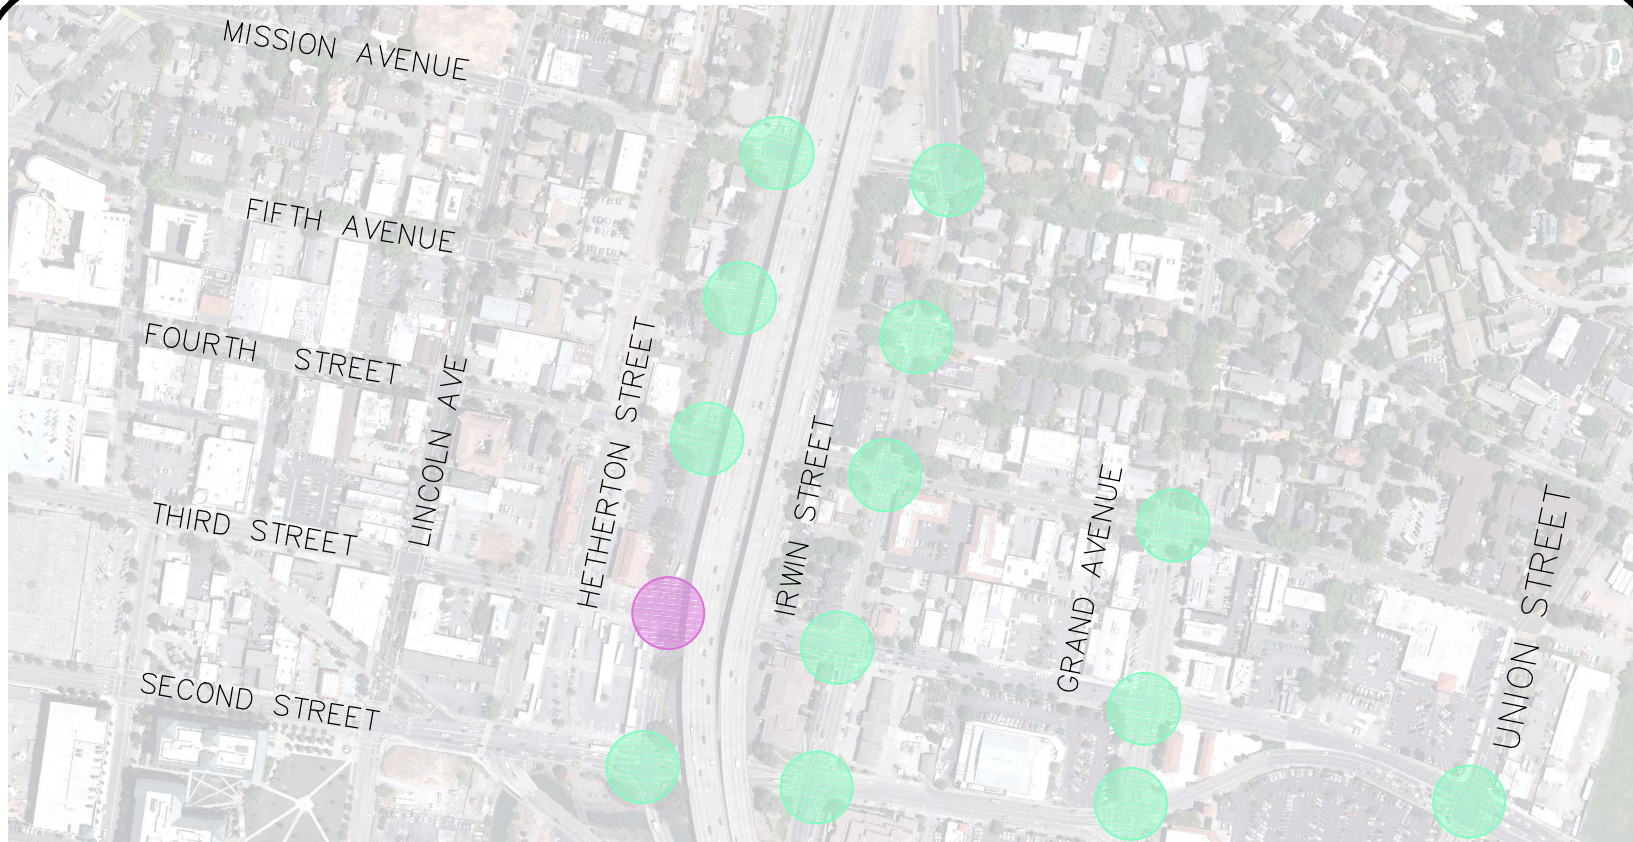 MISSION AVENUE
FIFTH AVENUE
FOURTH STREET
LINCOLN AVE
HETHERTON STREET
IRWIN STREET
GRAND AVENUE
UNION STREET
THIRD STREET
SECOND STREET